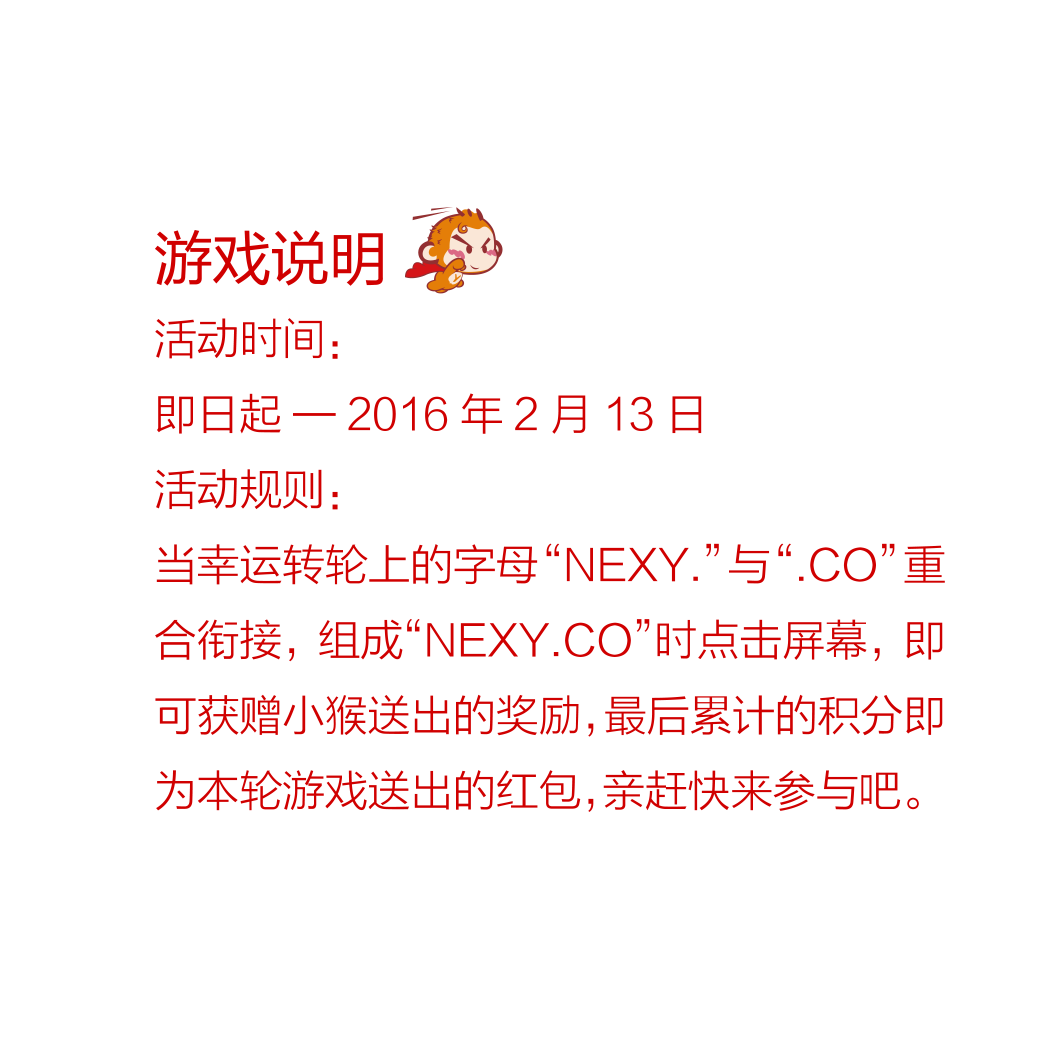 游戏说明
活动时间：
即日起 — 2016 年 2 月 13 日
活动规则：
当幸运转轮上的字母“NEXY.”与“.CO”重
合衔接，组成“NEXY.CO”时点击屏幕，即
可获赠小猴送出的奖励，最后累计的积分即
为本轮游戏送出的红包，亲赶快来参与吧。